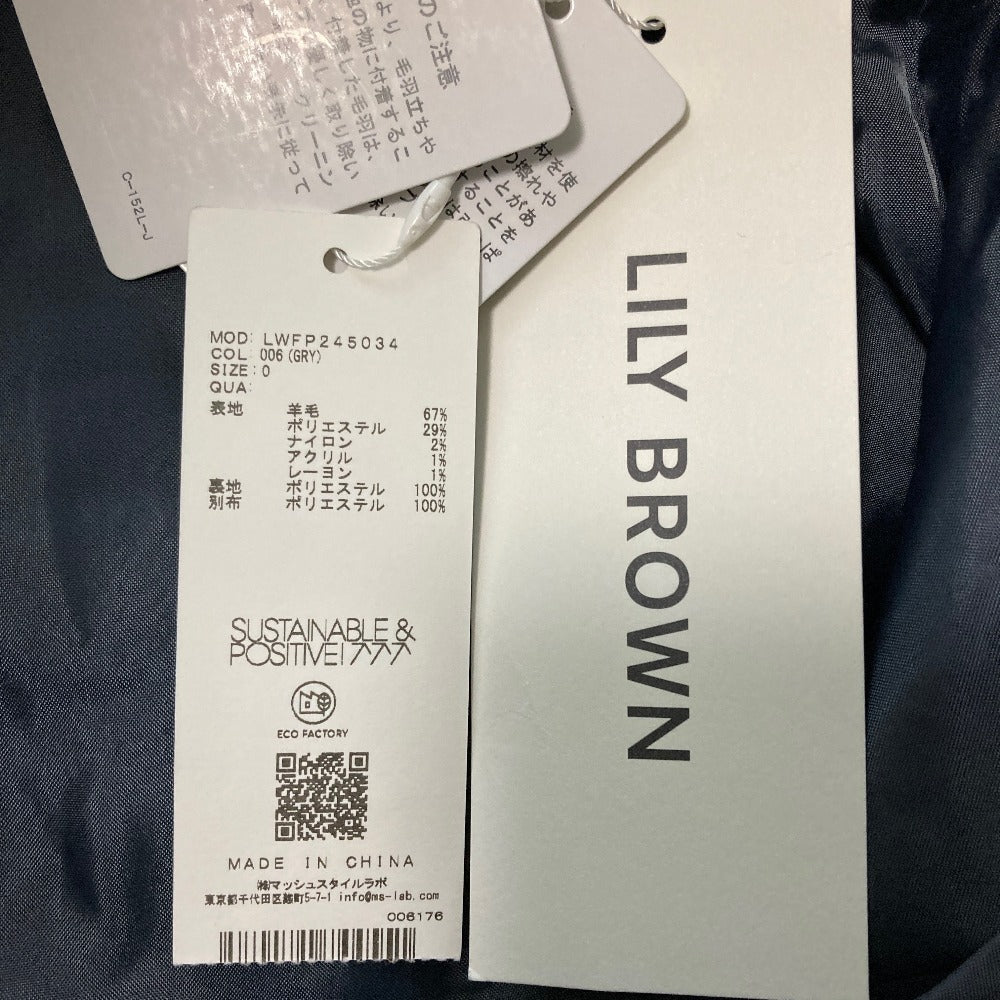 のご注意
より、毛羽立ちや
の物に付着するこ
付着した毛羽は、
優しく取り除い
クリーニン
に従って
C-152L-J
材を使
擦れや
ことがあ
することを
LILY BROWN
MOD: LWFP245034
COL: 006(GRY)
SIZE:0
QUA:
表地 羊毛 67%
ポリエステル 29%
ナイロン 2%
アクリル 1%
レーヨン 1%
裏地 ポリエステル 100%
別布 ポリエステル 100%
SUSTAINABLE &
POSITIVE!
ECO FACTORY
MADE IN CHINA
㈱マッシュスタイルラボ
東京都千代田区麹町5-7-1 info@ms-lab.com
006176